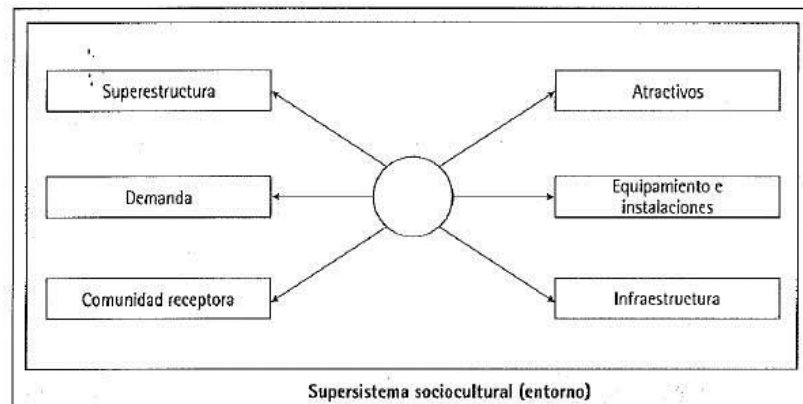 Superestructura
Atractivos
Demanda
Equipamiento e
instalaciones
Comunidad receptora
Infraestructura
Supersistema sociocultural (entorno)